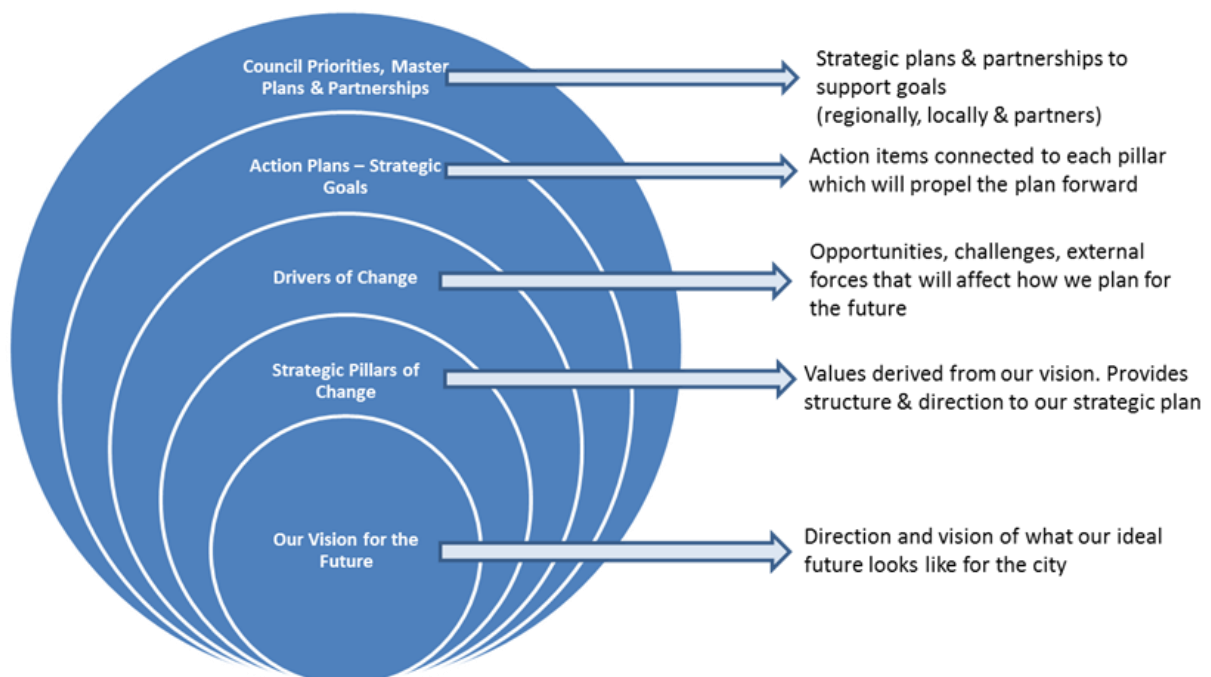 Council Priorities, Master
Plans & Partnerships
Strategic plans & partnerships to
support goals
(regionally, locally & partners)
Action Plans – Strategic
Goals
Action items connected to each pillar
which will propel the plan forward
Drivers of Change
Opportunities, challenges, external
forces that will affect how we plan for
the future
Strategic Pillars of
Change
Values derived from our vision. Provides
structure & direction to our strategic plan
Our Vision for the
Future
Direction and vision of what our ideal
future looks like for the city